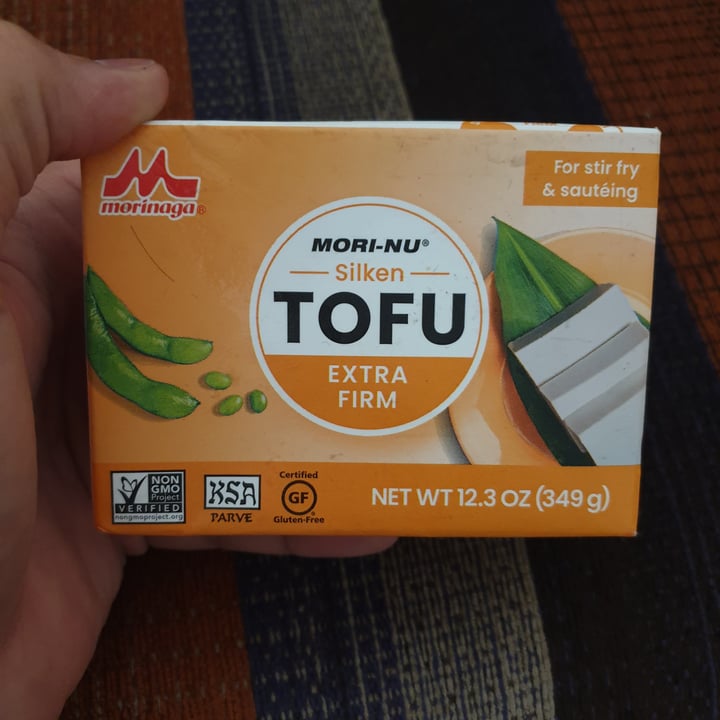 morinaga®
For stir fry
& sautéing
MORI-NU®
Silken
TOFU
EXTRA
FIRM
NON
GMO
Project
VERIFIED
nongmoproject.org
KSA
PARVE
Certified
GF
Gluten-Free
NET WT 12.3 OZ (349 g)